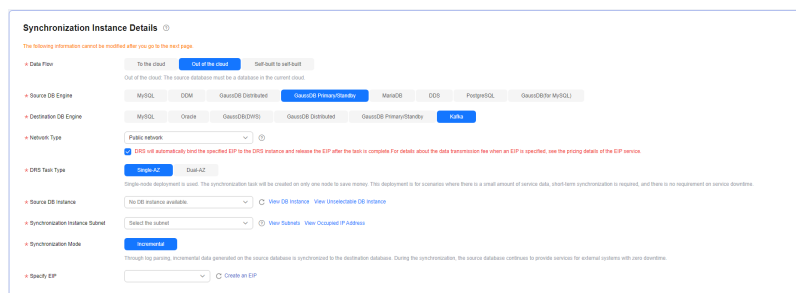 Synchronization Instance Details
The following information cannot be modified after you go to the next page.
* Data Flow To the cloud Out of the cloud Self-built to self-built
Out of the cloud. The source database must be a database in the current cloud.
* Source DB Engine MySQL DDM GaussDB Distributed GaussDB Primary/Standby MariaDB DDS PostgreSQL GaussDB(for MySQL)
* Destination DB Engine MySQL Oracle GaussDB(DWS) GaussDB Distributed GaussDB Primary/Standby Kafka
* Network Type Public network
DRS will automatically bind the specified EIP to the DRS instance and release the EIP after the task is complete.For details about the data transmission fee when an EIP is specified, see the pricing details of the EIP service.
* DRS Task Type Single-AZ Dual-AZ
Single-node deployment is used. The synchronization task will be created on only one node to save money. This deployment is for scenarios where there is a small amount of service data, short-term synchronization is required, and there is no requirement on service downtime.
* Source DB Instance No DB instance available. View DB Instance View Unselectable DB Instance
* Synchronization Instance Subnet Select the subnet View Subnets View Occupied IP Address
* Synchronization Mode Incremental
Through log parsing, incremental data generated on the source database is synchronized to the destination database. During the synchronization, the source database continues to provide services for external systems with zero downtime.
* Specify EIP Create an EIP